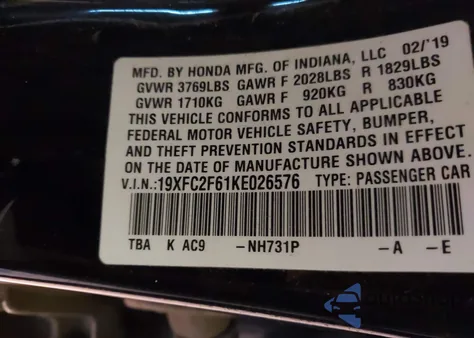 MFD. BY HONDA MFG. OF INDIANA, LLC 02/'19
GVWR 3769LBS GAWR F 2028LBS R 1829LBS
GVWR 1710KG GAWR F 920KG R 830KG
THIS VEHICLE CONFORMS TO ALL APPLICABLE
FEDERAL MOTOR VEHICLE SAFETY, BUMPER,
AND THEFT PREVENTION STANDARDS IN EFFECT
ON THE DATE OF MANUFACTURE SHOWN ABOVE.
V.I.N.:19XFC2F61KE026576 TYPE: PASSENGER CAR
TBA K AC9 -NH731P -A -E